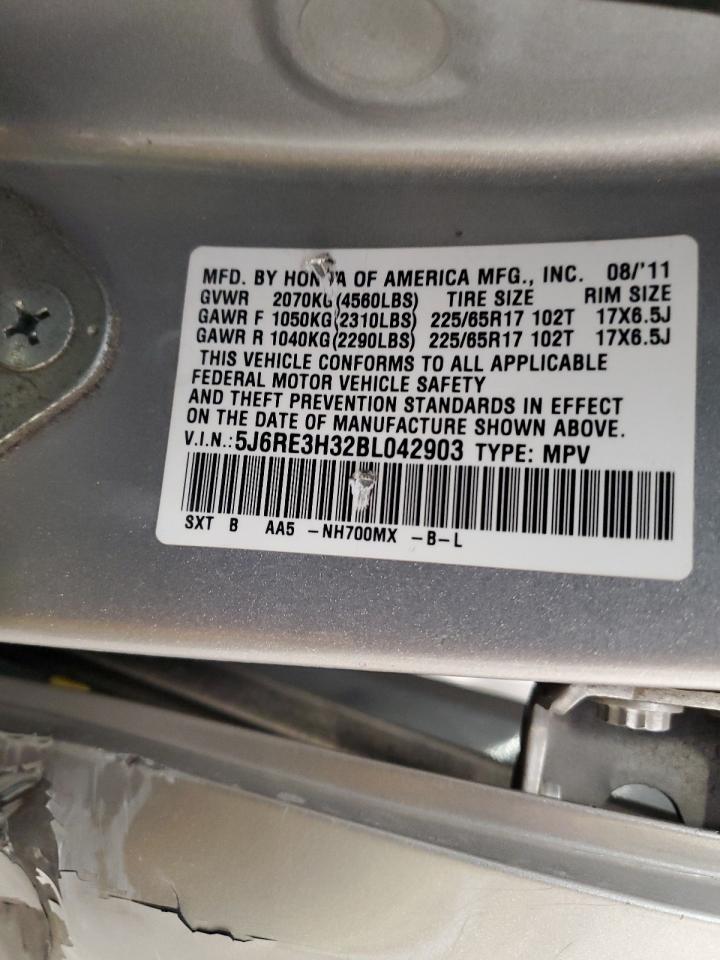 MFD. BY HONDA OF AMERICA MFG., INC. 08/'11
GVWR 2070KG(4560LBS) TIRE SIZE RIM SIZE
GAWR F 1050KG(2310LBS) 225/65R17 102T 17X6.5J
GAWR R 1040KG(2290LBS) 225/65R17 102T 17X6.5J
THIS VEHICLE CONFORMS TO ALL APPLICABLE
FEDERAL MOTOR VEHICLE SAFETY
AND THEFT PREVENTION STANDARDS IN EFFECT
ON THE DATE OF MANUFACTURE SHOWN ABOVE.
V.I.N.:5J6RE3H32BL042903 TYPE: MPV
SXT B AA5 -NH700MX -B-L